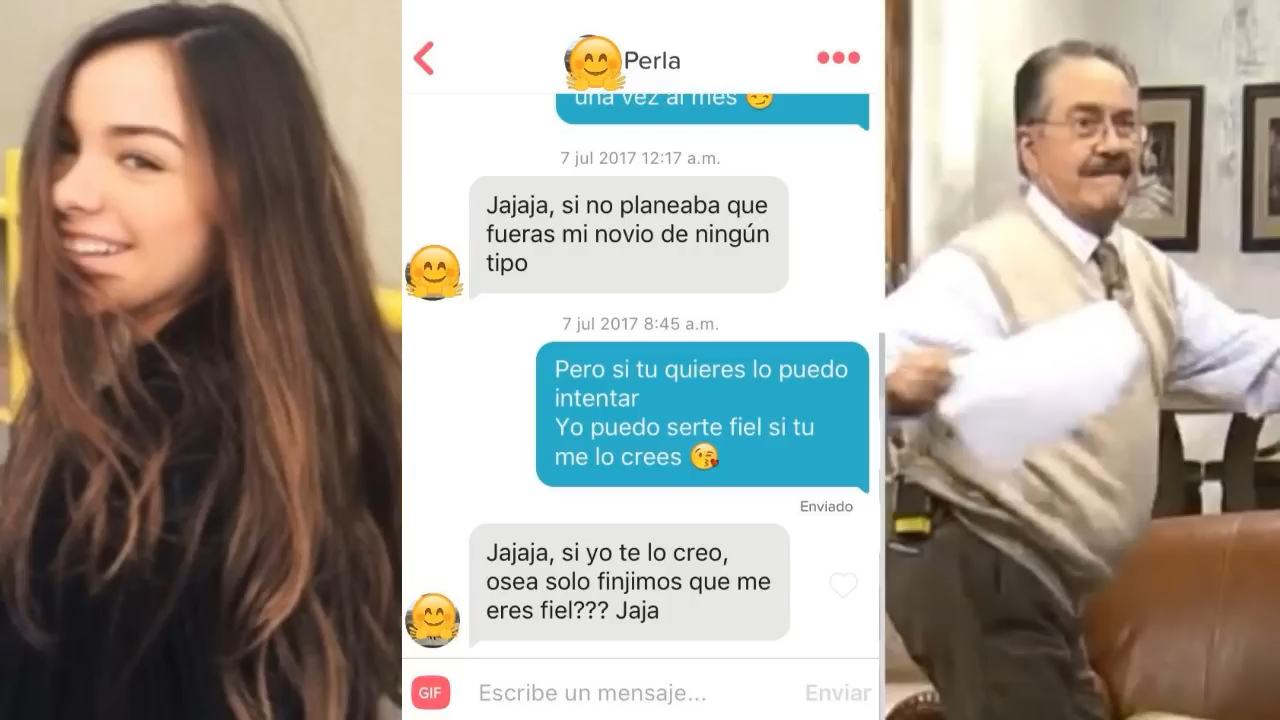 Perla
una vez al mes 😏
7 jul 2017 12:17 a.m.
Jajaja, si no planeaba que
fueras mi novio de ningún
tipo
7 jul 2017 8:45 a.m.
Pero si tu quieres lo puedo
intentar
Yo puedo serte fiel si tu
me lo crees 😘
Enviado
Jajaja, si yo te lo creo,
osea solo finjimos que me
eres fiel??? Jaja
GIF
Escribe un mensaje...
Enviar